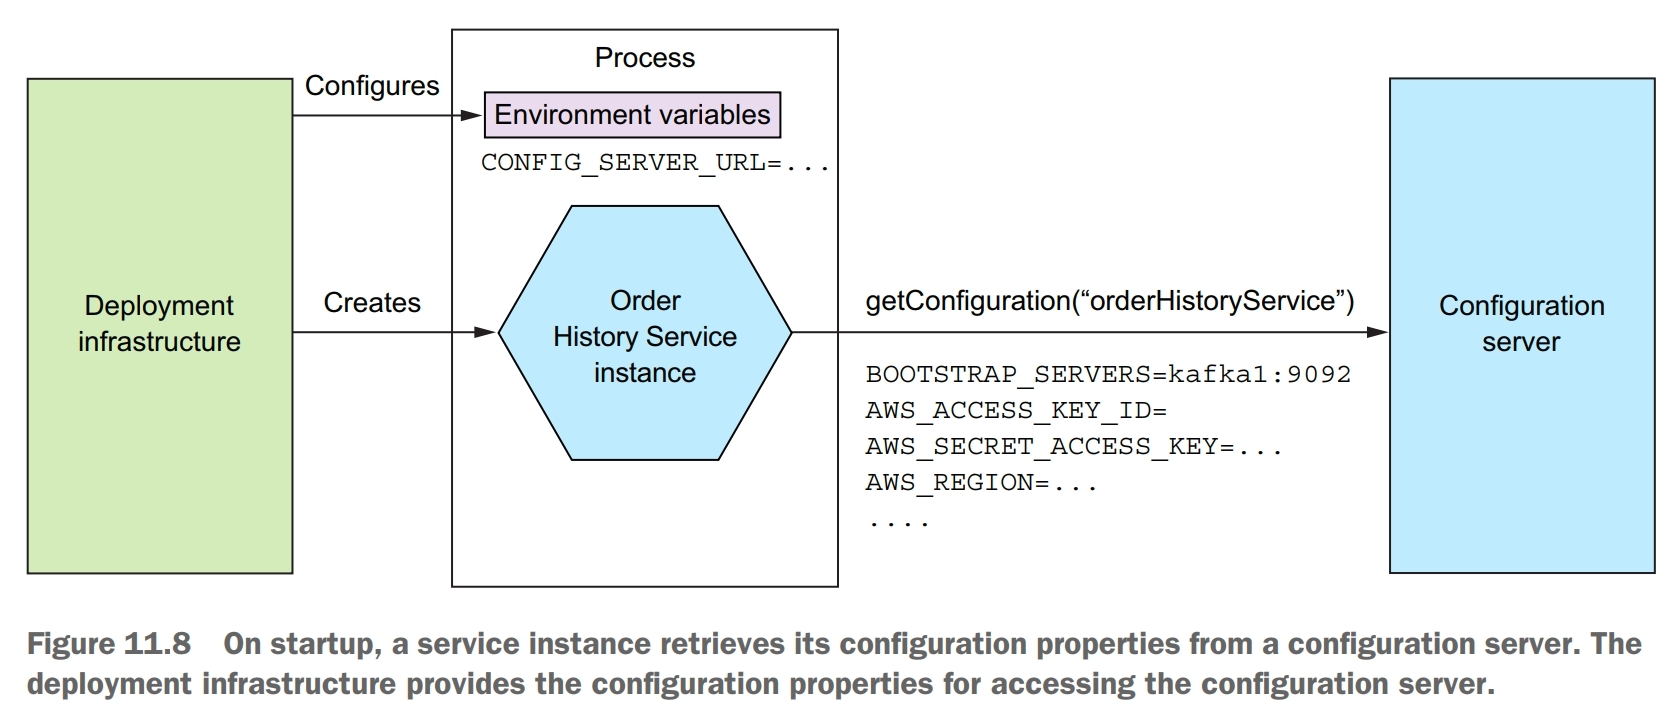 Process
Configures
Environment variables
CONFIG_SERVER_URL=...
Deployment
infrastructure
Creates
Order
History Service
instance
getConfiguration(“orderHistoryService”)
BOOTSTRAP_SERVERS=kafka1:9092
AWS_ACCESS_KEY_ID=
AWS_SECRET_ACCESS_KEY=...
AWS_REGION=...
....
Configuration
server
Figure 11.8 On startup, a service instance retrieves its configuration properties from a configuration server. The
deployment infrastructure provides the configuration properties for accessing the configuration server.